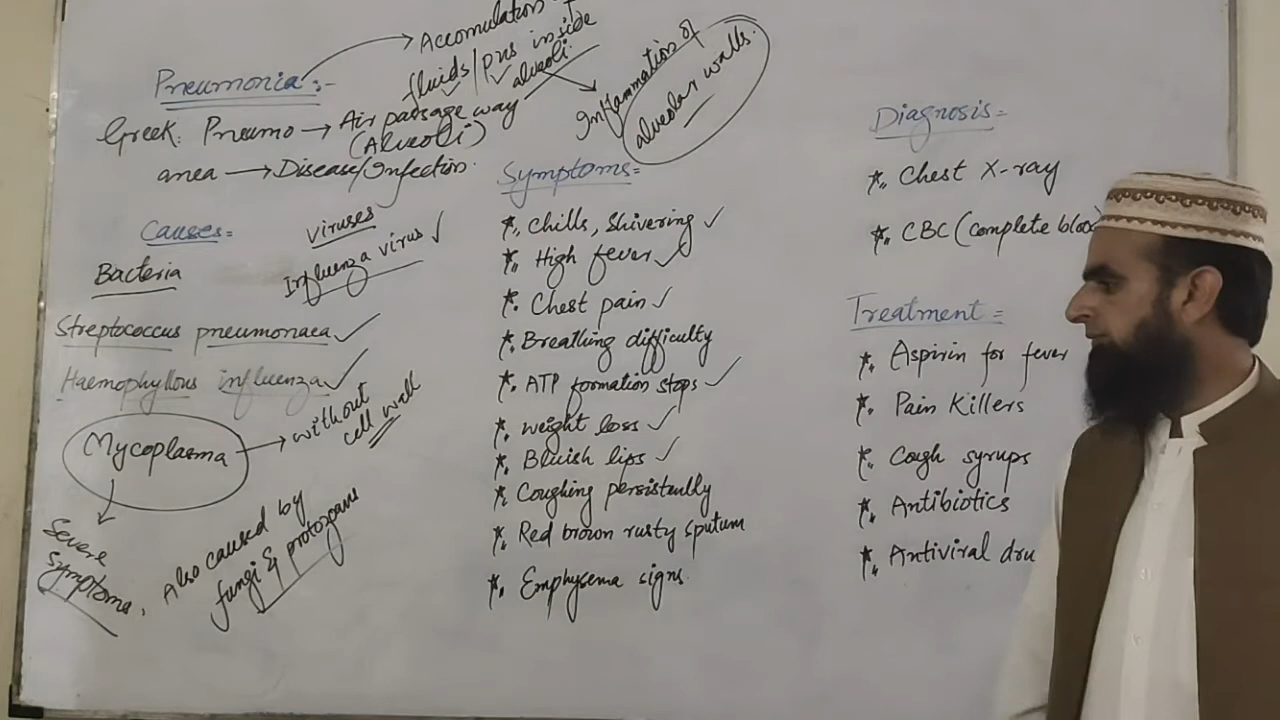 Pneumonia:-
Accomulation of
fluids/pus inside
alveoli.
Inflammation of
alveolar walls.
Greek: Pneumo → Air passage way
(Alveoli)
anea → Disease/Infection.
Causes=
Bacteria
Viruses
Influenza virus ✓
Streptococcus pneumonaea ✓
Haemophyllous influenza ✓
Mycoplasma → without
cell wall
Severe
symptoms,
Also caused by
fungi & protozoans
Symptoms=
*. Chills, Shivering ✓
*. High fever ✓
*. Chest pain ✓
*. Breathing difficulty
*. ATP formation stops ✓
*. weight loss ✓
*. Bluish lips ✓
*. Coughing persistently
*. Red brown rusty sputum
*. Emphysema signs.
Diagnosis=
*. Chest X-ray
*. CBC (complete bloo
Treatment=
*. Aspirin for fever
*. Pain Killers
*. Cough syrups
*. Antibiotics
*. Antiviral dru